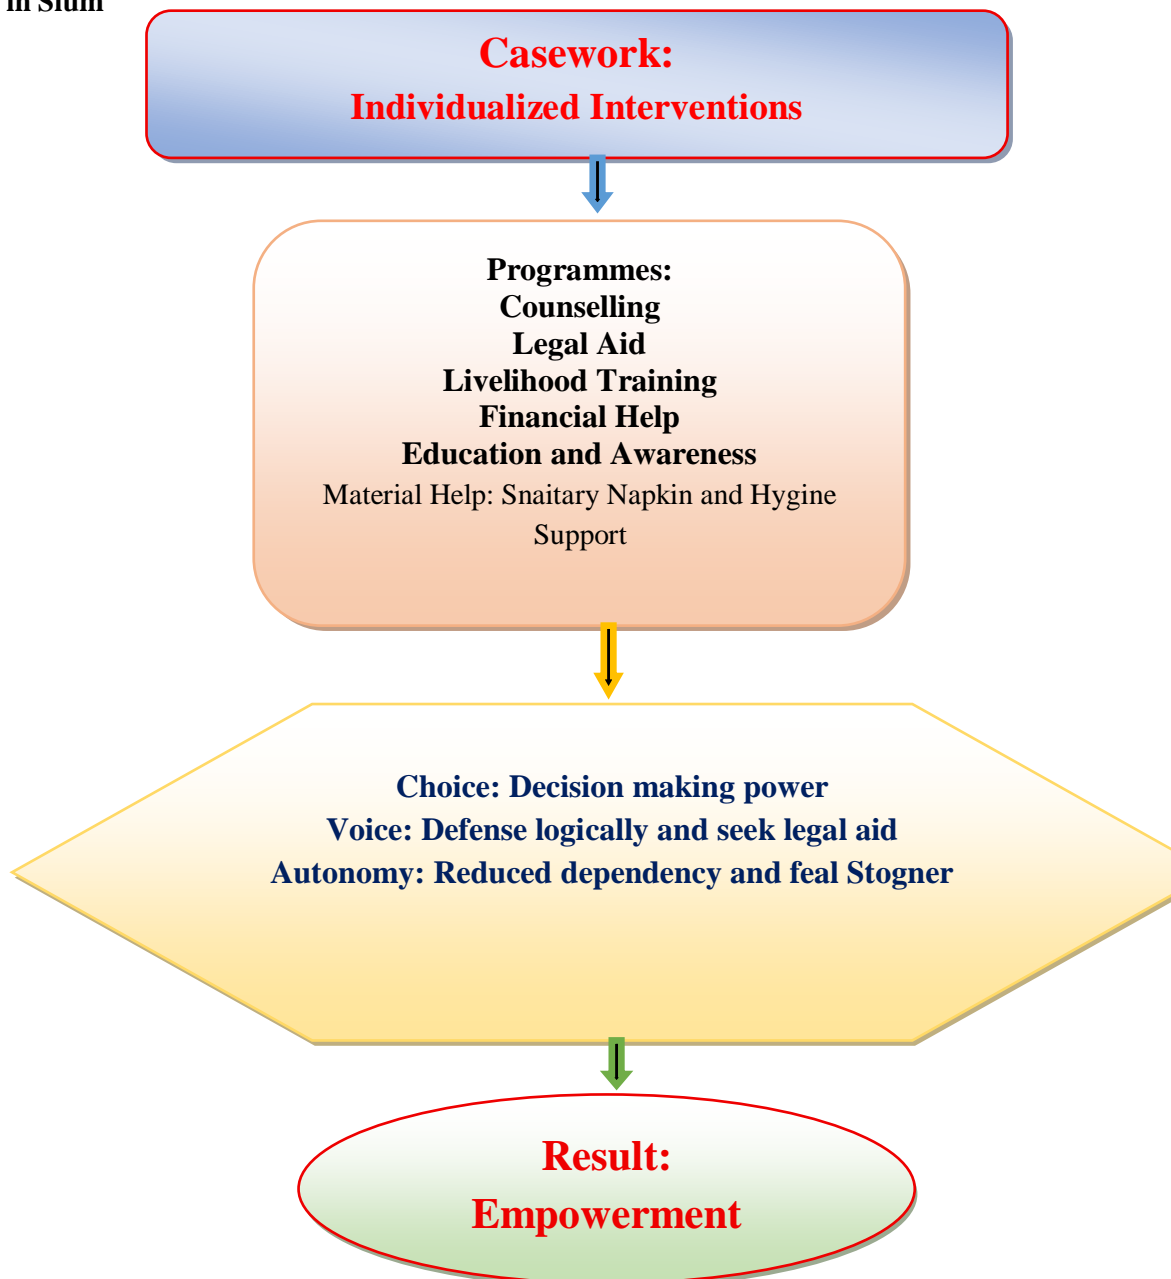 in Slum
Casework:
Individualized Interventions
Programmes:
Counselling
Legal Aid
Livelihood Training
Financial Help
Education and Awareness
Material Help: Snaitary Napkin and Hygine
Support
Choice: Decision making power
Voice: Defense logically and seek legal aid
Autonomy: Reduced dependency and feal Stogner
Result:
Empowerment